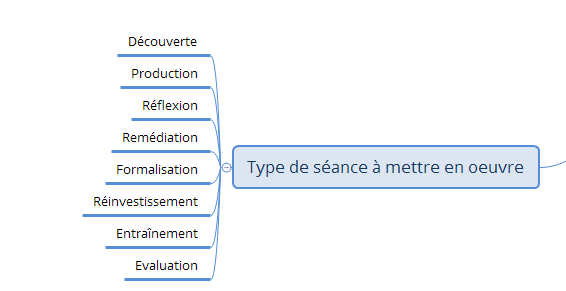 Découverte
Production
Réflexion
Remédiation
Formalisation
Réinvestissement
Entraînement
Evaluation
Type de séance à mettre en oeuvre